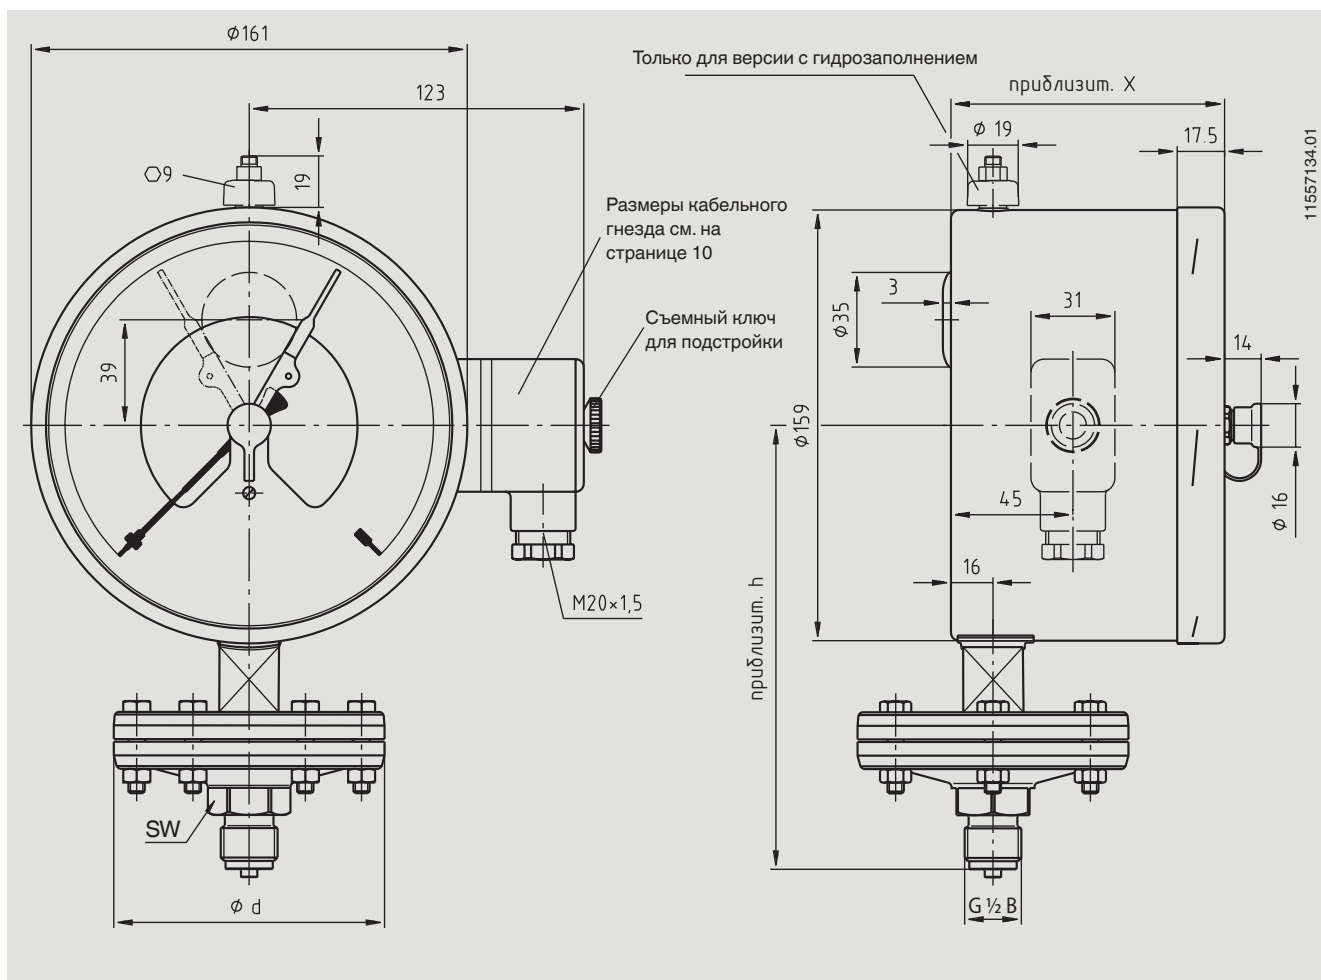 Ø161
Только для версии с гидрозаполнением
приблизит. X
123
Ø 19
17.5
11557134.01
⬡9
19
Размеры кабельного
гнезда см. на
странице 10
Съемный ключ
для подстройки
39
3
Ø35
31
14
Ø159
45
Ø 16
16
M20×1,5
приблизит. h
SW
Ø d
G ½ B